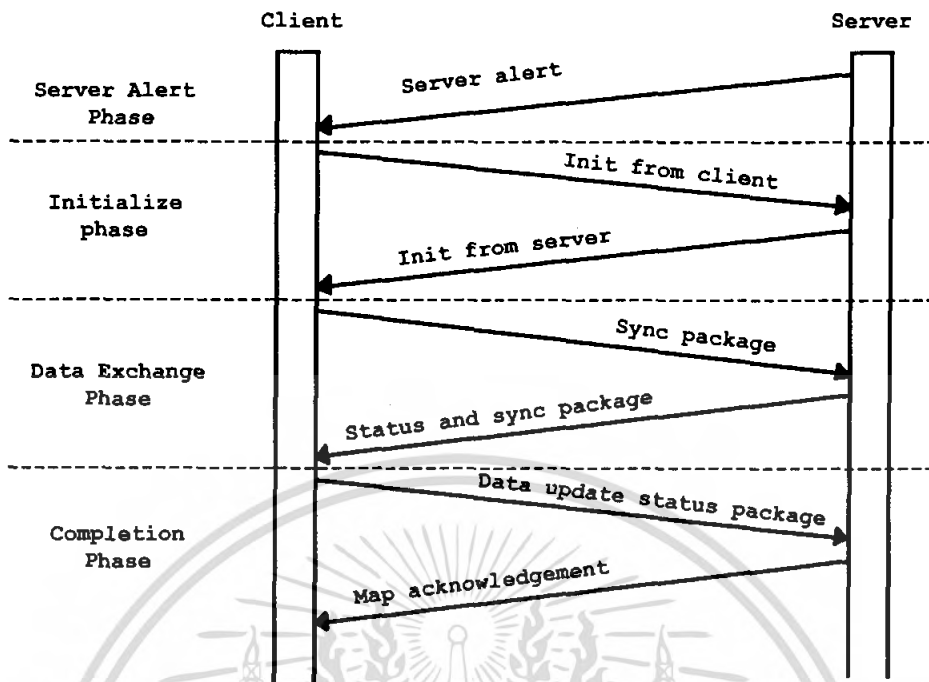 Client
Server
Server Alert
Phase
Server alert
Init from client
Initialize
phase
Init from server
Sync package
Data Exchange
Phase
Status and sync package
Data update status package
Completion
Phase
Map acknowledgement